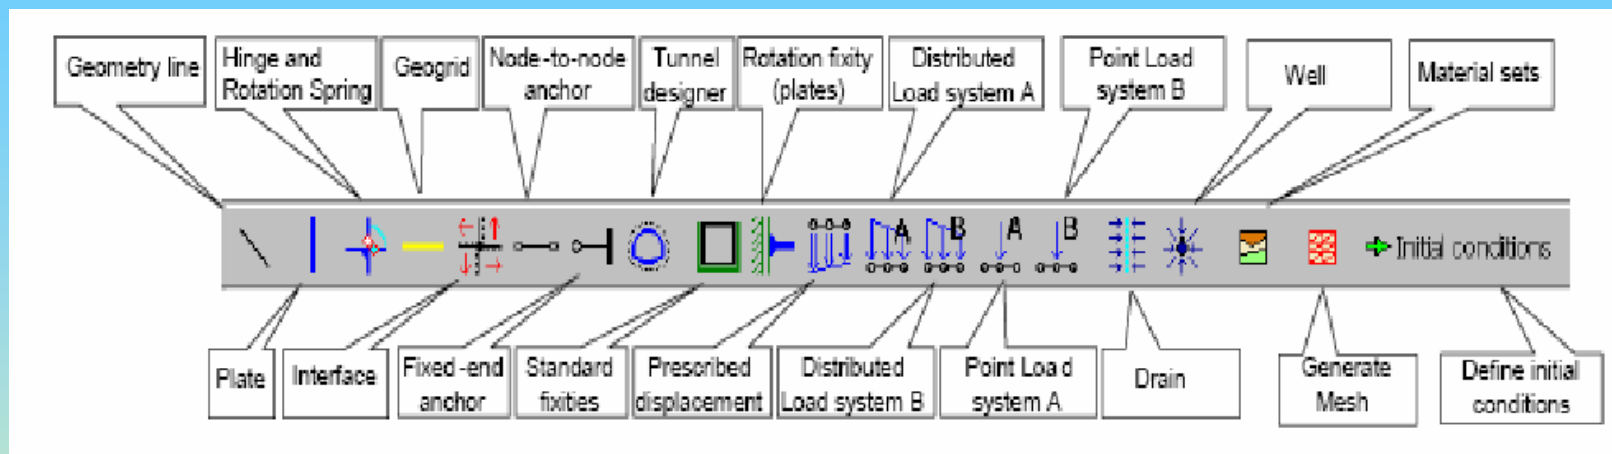 Geometry line
Hinge and
Rotation Spring
Geogrid
Node-to-node
anchor
Tunnel
designer
Rotation fixity
(plates)
Distributed
Load system A
Point Load
system B
Well
Material sets
A
B
A
B
Initial conditions
Plate
Interface
Fixed-end
anchor
Standard
fixities
Prescribed
displacement
Distributed
Load system B
Point Load
system A
Drain
Generate
Mesh
Define initial
conditions